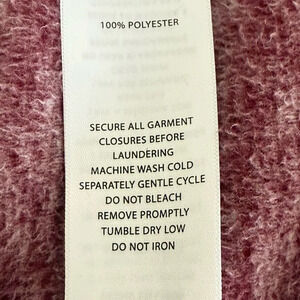 100% POLYESTER
SECURE ALL GARMENT
CLOSURES BEFORE
LAUNDERING
MACHINE WASH COLD
SEPARATELY GENTLE CYCLE
DO NOT BLEACH
REMOVE PROMPTLY
TUMBLE DRY LOW
DO NOT IRON